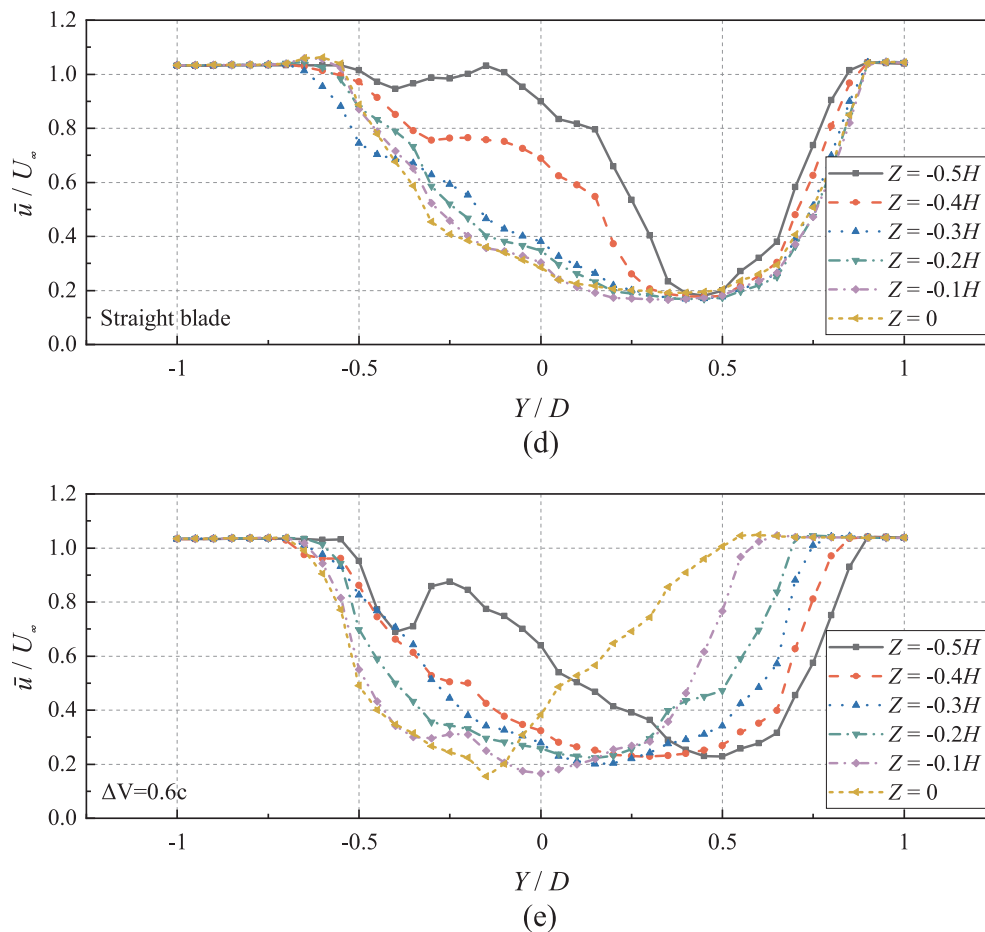 1.2
1.0
0.8
0.6
0.4
0.2
0.0
ū / U∞
Z = -0.5H
Z = -0.4H
Z = -0.3H
Z = -0.2H
Z = -0.1H
Z = 0
Straight blade
-1 -0.5 0 0.5 1
Y / D
(d)
1.2
1.0
0.8
0.6
0.4
0.2
0.0
ū / U∞
Z = -0.5H
Z = -0.4H
Z = -0.3H
Z = -0.2H
Z = -0.1H
Z = 0
ΔV=0.6c
-1 -0.5 0 0.5 1
Y / D
(e)